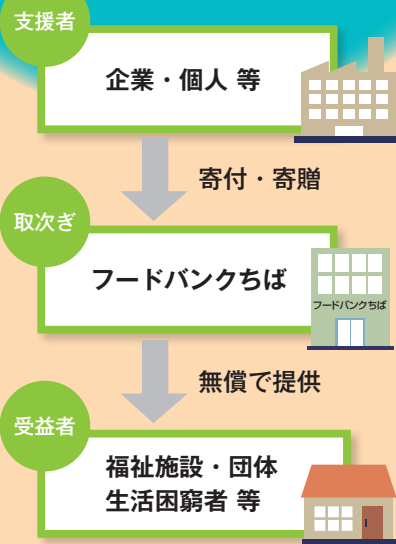 支援者
企業・個人 等
寄付・寄贈
取次ぎ
フードバンクちば
フードバンクちば
無償で提供
受益者
福祉施設・団体
生活困窮者 等